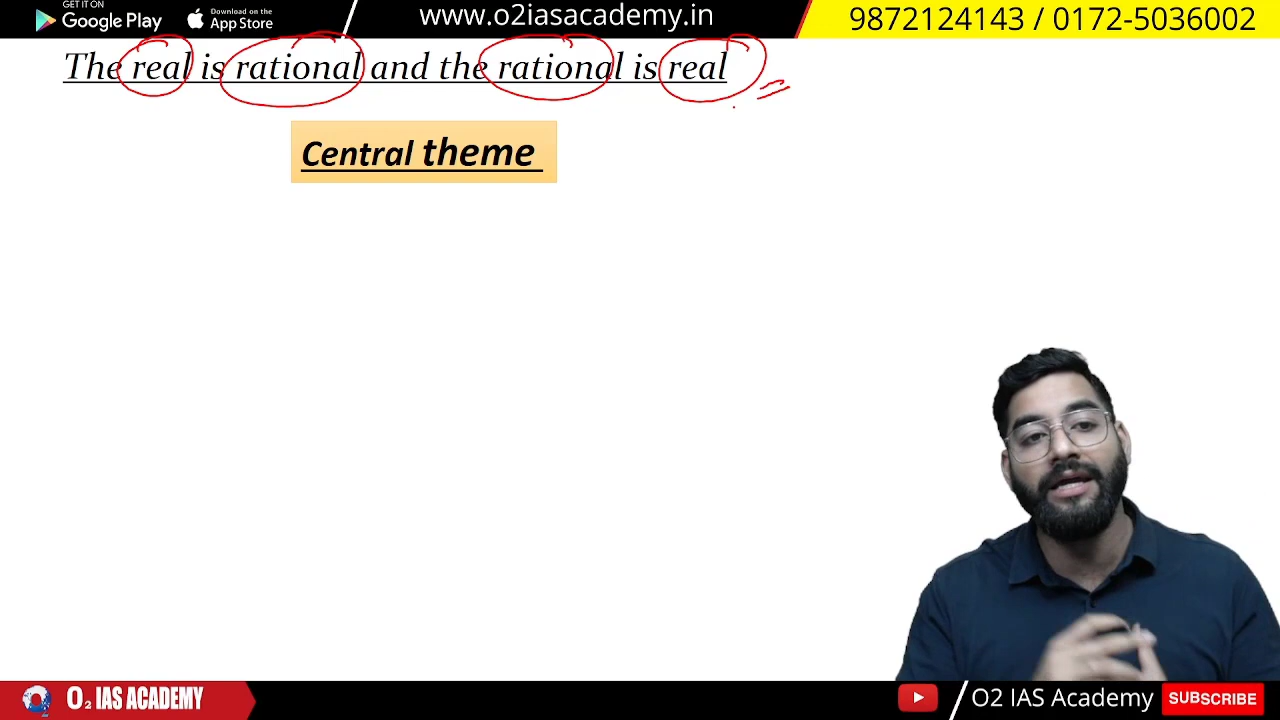 GET IT ON
Google Play
Download on the
App Store
www.o2iasacademy.in
9872124143 / 0172-5036002
The real is rational and the rational is real
Central theme
O₂ IAS ACADEMY
O2 IAS Academy
SUBSCRIBE